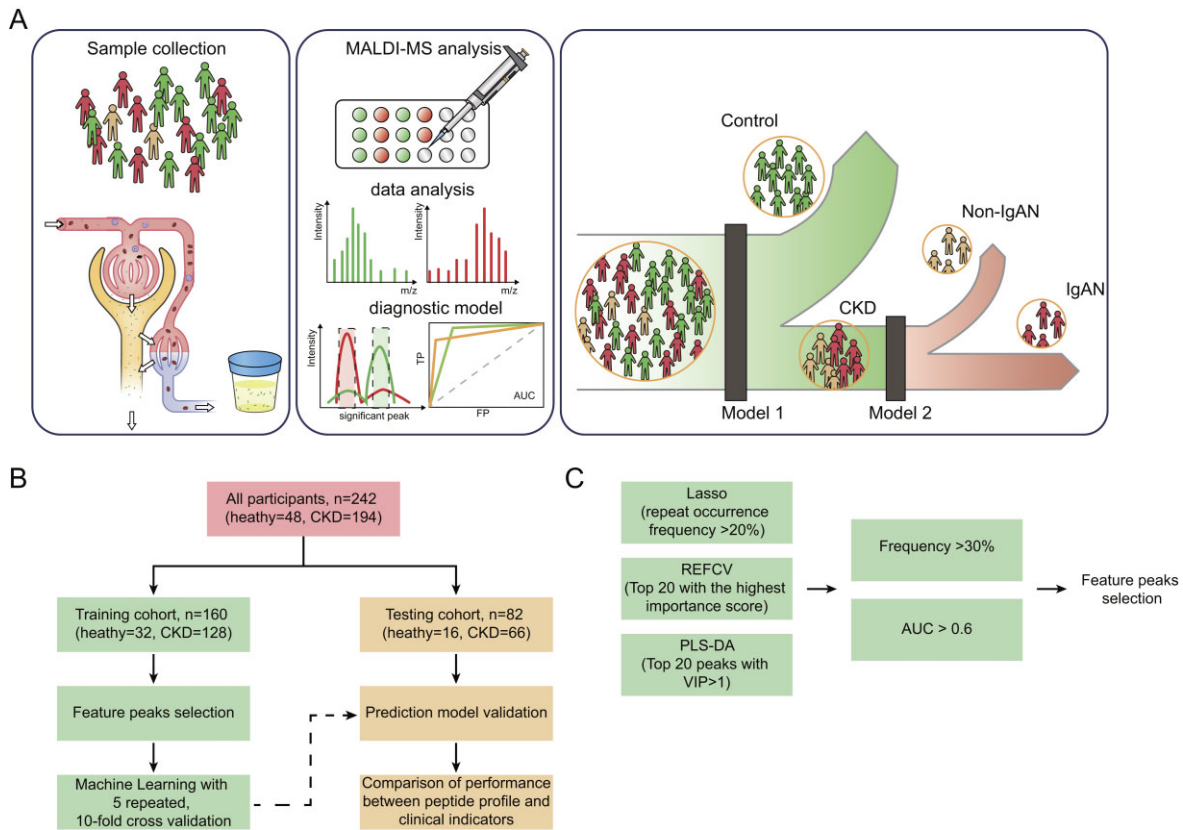 A
Sample collection
MALDI-MS analysis
data analysis
Intensity
m/z
Intensity
m/z
diagnostic model
Intensity
significant peak
TP
AUC
FP
Control
Non-IgAN
IgAN
CKD
Model 1
Model 2
B
All participants, n=242
(heathy=48, CKD=194)
Training cohort, n=160
(heathy=32, CKD=128)
Testing cohort, n=82
(heathy=16, CKD=66)
Feature peaks selection
Prediction model validation
Machine Learning with
5 repeated,
10-fold cross validation
Comparison of performance
between peptide profile and
clinical indicators
C
Lasso
(repeat occurrence
frequency >20%)
REFCV
(Top 20 with the highest
importance score)
PLS-DA
(Top 20 peaks with
VIP>1)
Frequency >30%
AUC > 0.6
Feature peaks
selection